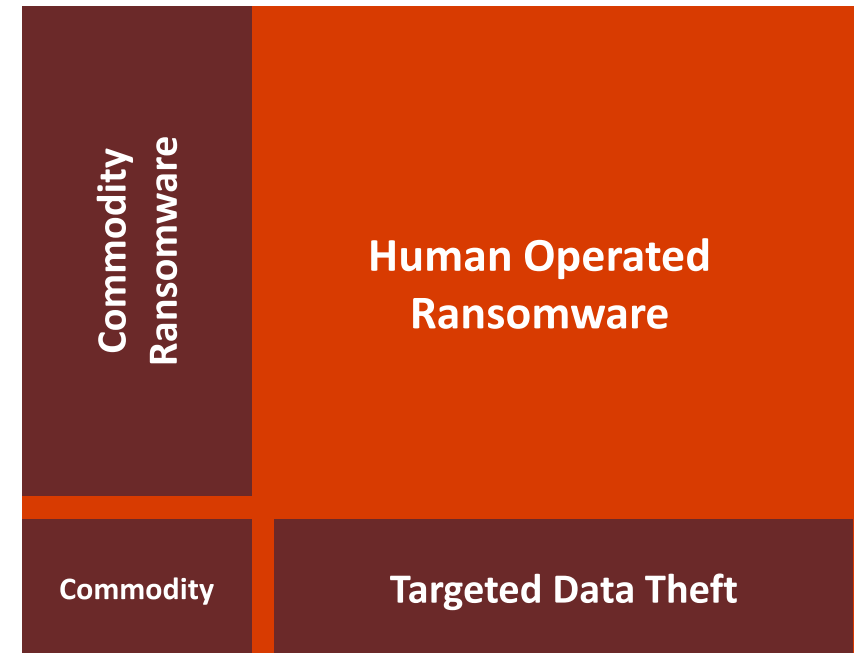 Commodity
Ransomware
Human Operated
Ransomware
Commodity
Targeted Data Theft